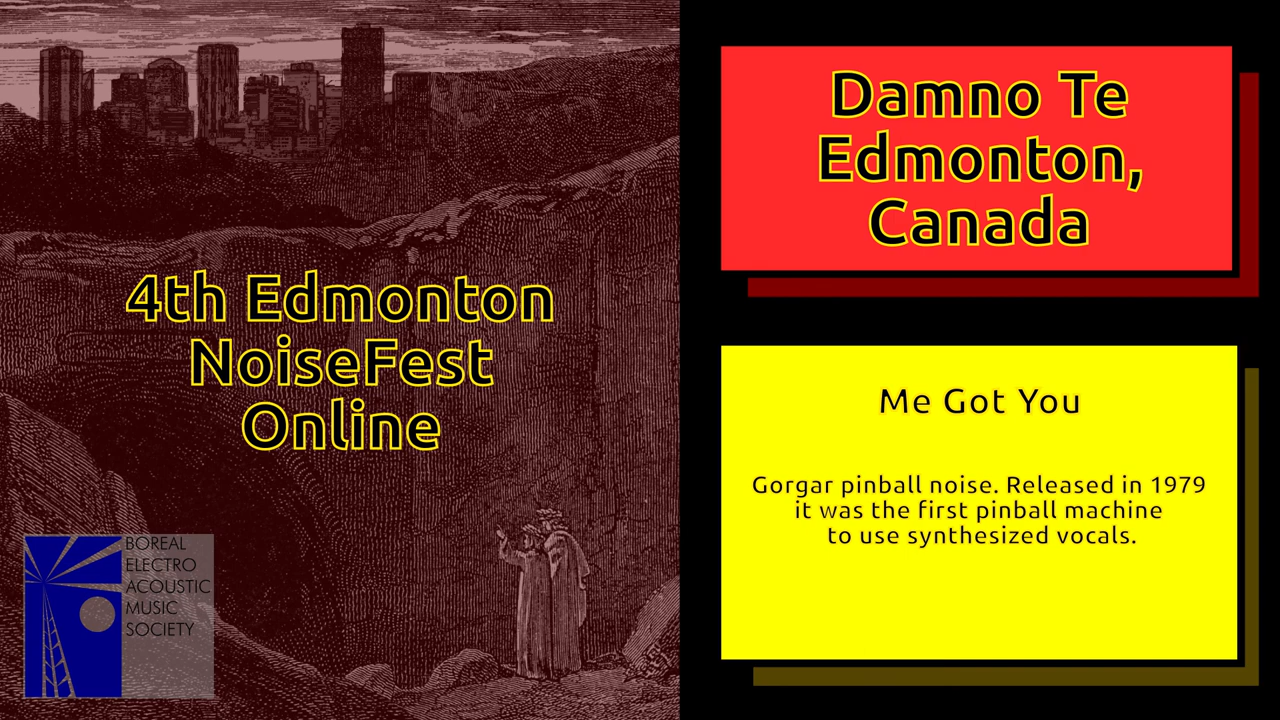 4th Edmonton
NoiseFest
Online
BOREAL
ELECTRO
ACOUSTIC
MUSIC
SOCIETY
Damno Te
Edmonton,
Canada
Me Got You
Gorgar pinball noise. Released in 1979
it was the first pinball machine
to use synthesized vocals.